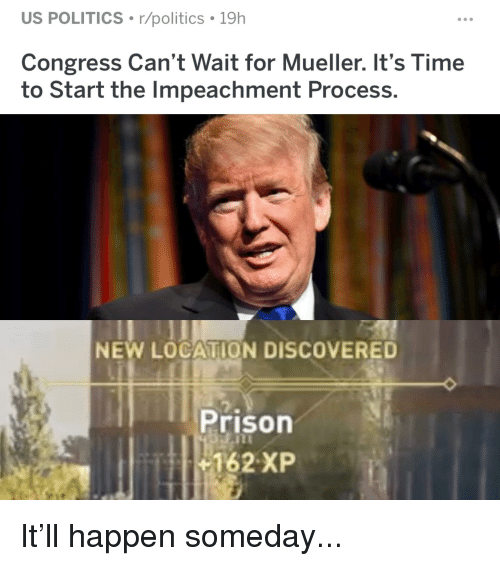 US POLITICS • r/politics • 19h
Congress Can't Wait for Mueller. It's Time
to Start the Impeachment Process.
NEW LOCATION DISCOVERED
Prison
+162 XP
It'll happen someday...